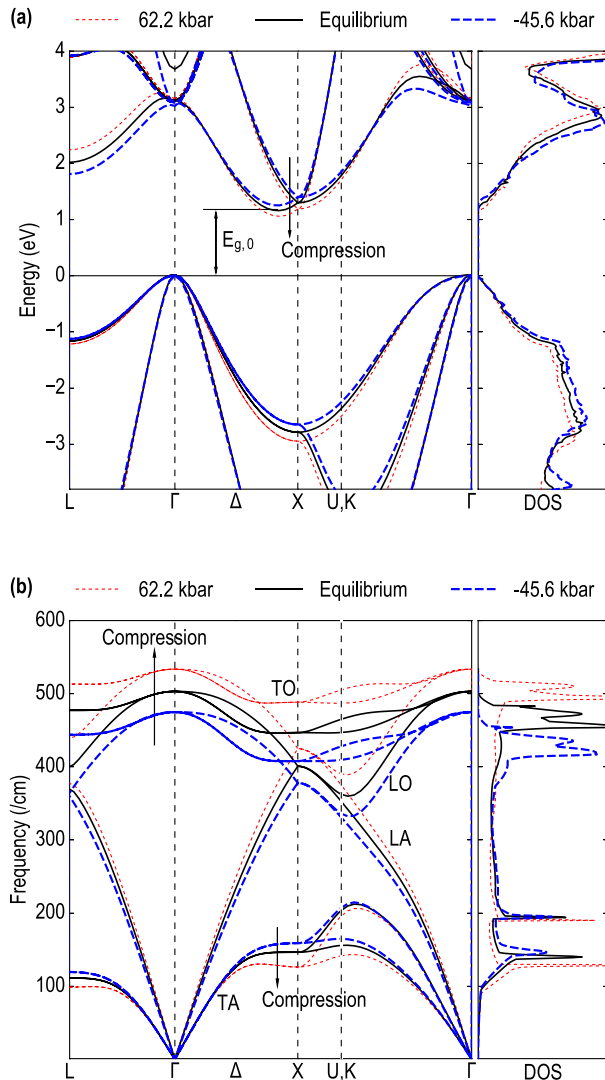 (a)
62.2 kbar Equilibrium -45.6 kbar
4
3
2
1
0
−1
−2
−3
Energy (eV)
E_g,0
Compression
L Γ Δ X U,K Γ DOS
(b)
62.2 kbar Equilibrium -45.6 kbar
600
500
400
300
200
100
Frequency (/cm)
Compression
TO
LO
LA
TA
Compression
L Γ Δ X U,K Γ DOS